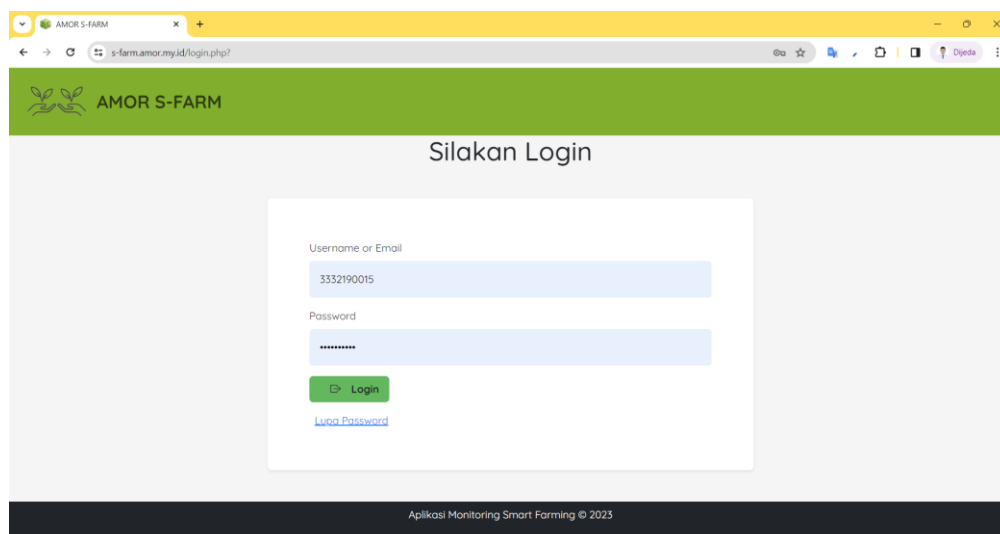 AMOR S-FARM
s-farm.amor.my.id/login.php?
Dijeda
AMOR S-FARM
Silakan Login
Username or Email
3332190015
Password
••••••••••
Login
Lupa Password
Aplikasi Monitoring Smart Farming © 2023